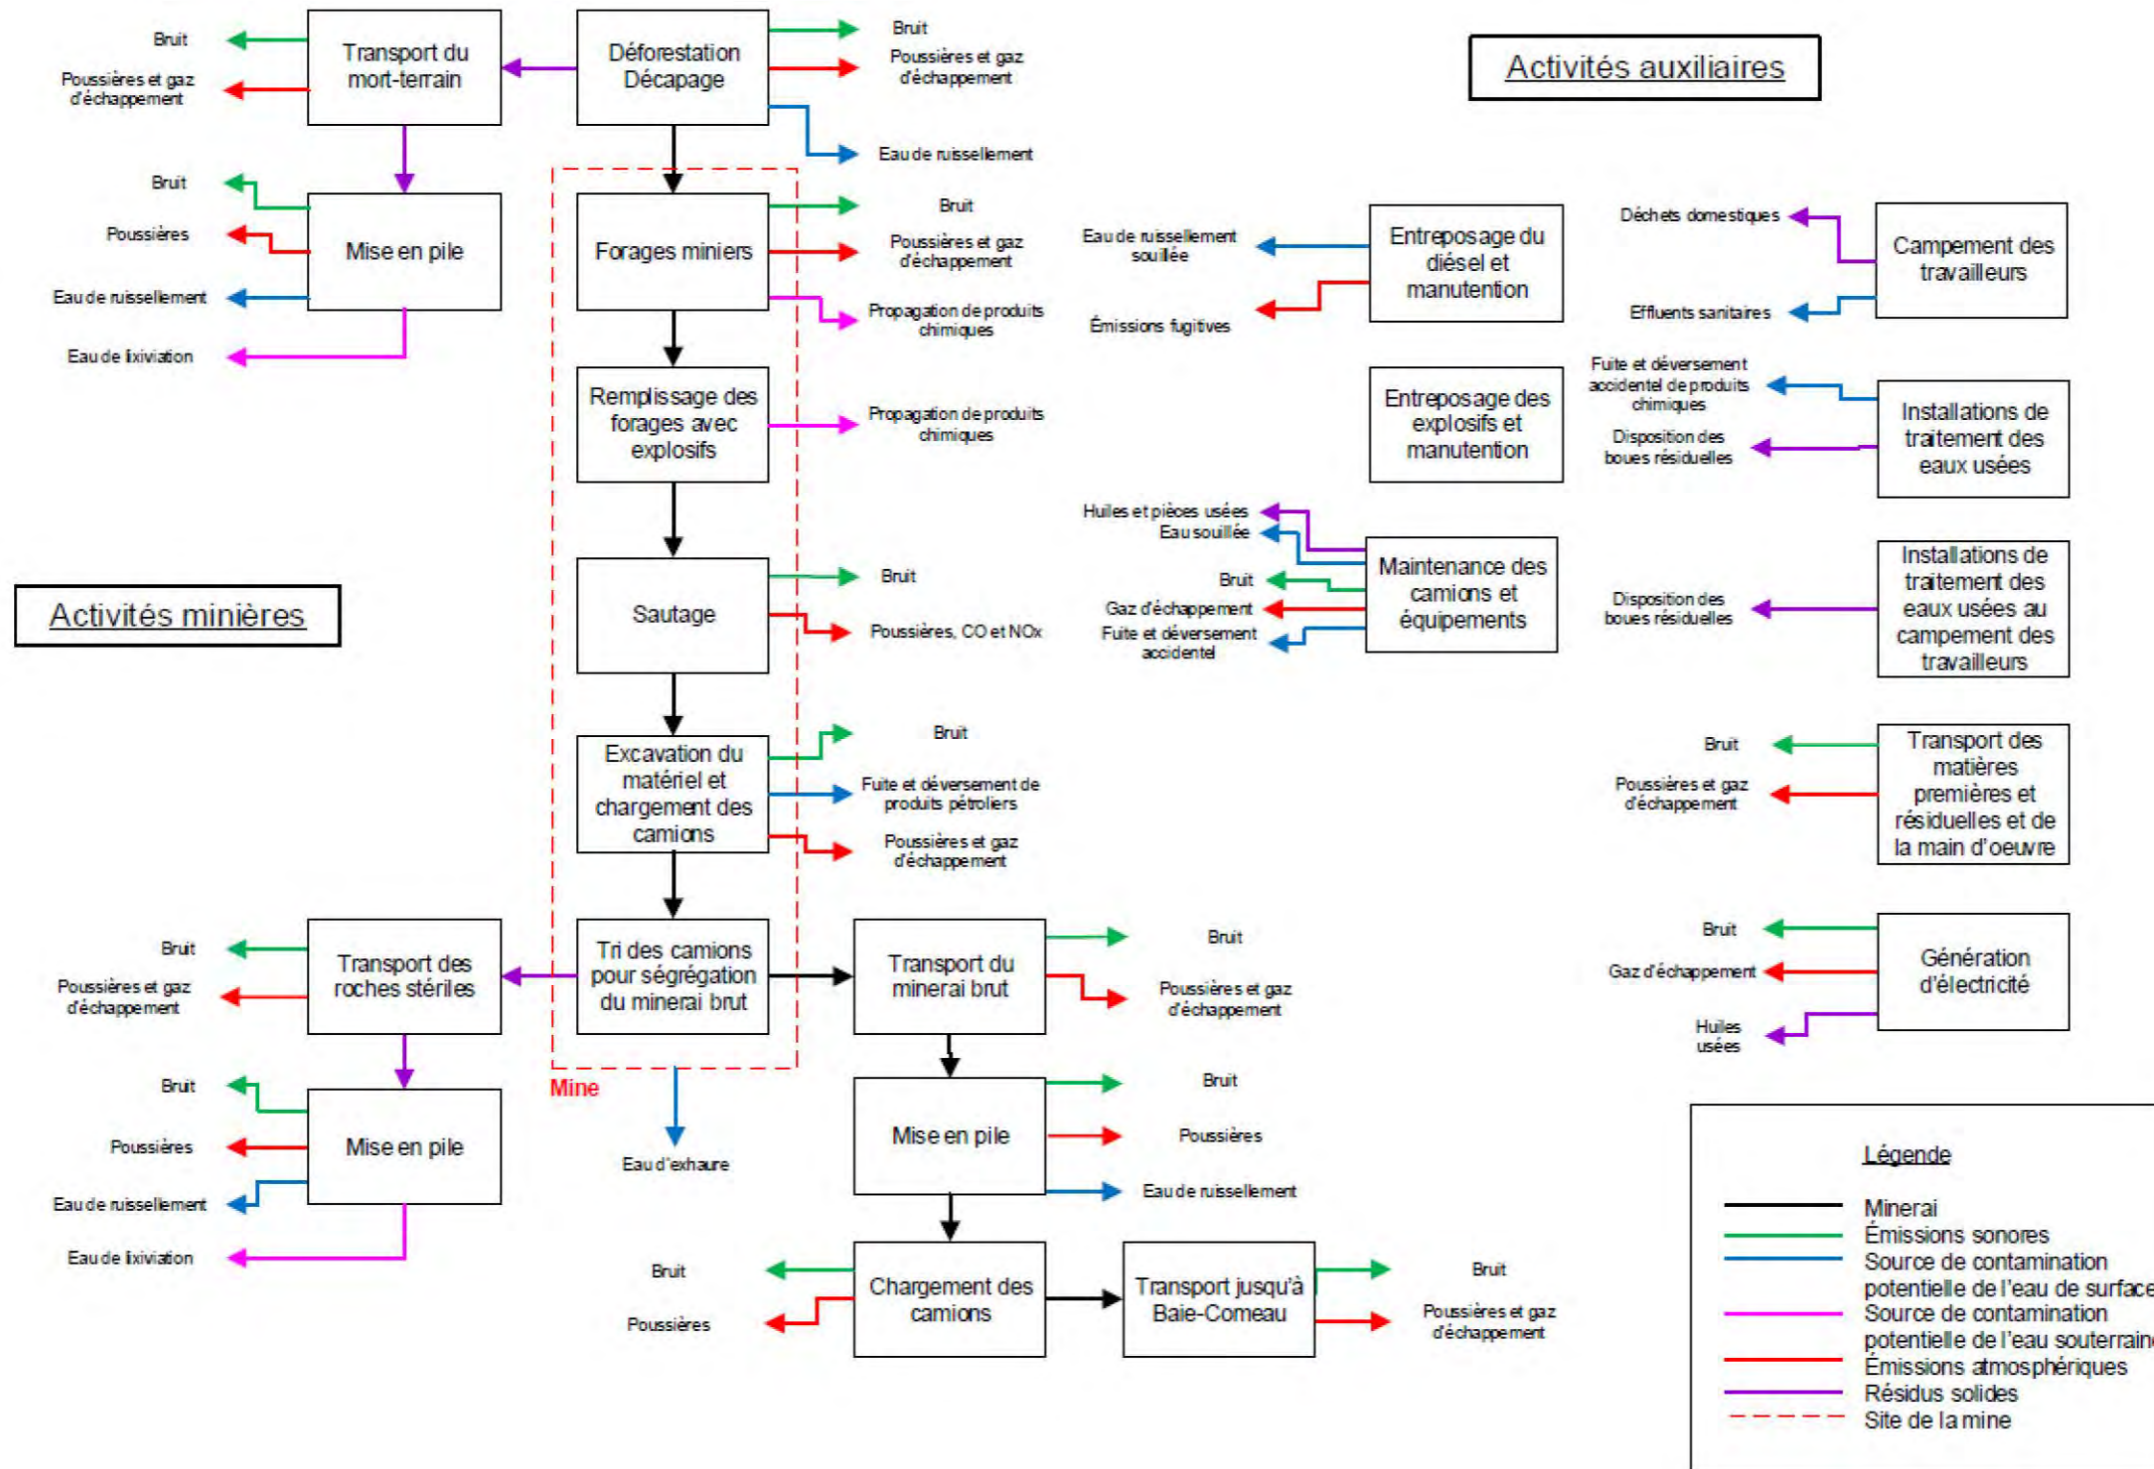 Bruit
Poussières et gaz
d'échappement
Transport du
mort-terrain
Déforestation
Décapage
Bruit
Poussières et gaz
d'échappement
Eau de ruissellement
Activités auxiliaires
Bruit
Poussières
Eau de ruissellement
Eau de lixiviation
Mise en pile
Forages miniers
Bruit
Poussières et gaz
d'échappement
Propagation de produits
chimiques
Remplissage des
forages avec
explosifs
Propagation de produits
chimiques
Sautage
Bruit
Poussières, CO et NOx
Activités minières
Excavation du
matériel et
chargement des
camions
Bruit
Fuite et déversement de
produits pétroliers
Poussières et gaz
d'échappement
Bruit
Poussières et gaz
d'échappement
Transport des
roches stériles
Tri des camions
pour ségrégation
du minerai brut
Transport du
minerai brut
Bruit
Poussières et gaz
d'échappement
Mine
Eau d'exhaure
Bruit
Poussières
Eau de ruissellement
Eau de lixiviation
Mise en pile
Mise en pile
Bruit
Poussières
Eau de ruissellement
Bruit
Poussières
Chargement des
camions
Transport jusqu'à
Baie-Comeau
Bruit
Poussières et gaz
d'échappement
Eau de ruissellement
souillée
Émissions fugitives
Entreposage du
diésel et
manutention
Entreposage des
explosifs et
manutention
Huiles et pièces usées
Eau souillée
Bruit
Gaz d'échappement
Fuite et déversement
accidentel
Maintenance des
camions et
équipements
Déchets domestiques
Effluents sanitaires
Campement des
travailleurs
Fuite et déversement
accidentel de produits
chimiques
Disposition des
boues résiduelles
Installations de
traitement des
eaux usées
Disposition des
boues résiduelles
Installations de
traitement des
eaux usées au
campement des
travailleurs
Bruit
Poussières et gaz
d'échappement
Transport des
matières
premières et
résiduelles et de
la main d'oeuvre
Bruit
Gaz d'échappement
Huiles
usées
Génération
d'électricité
Légende
Minerai
Émissions sonores
Source de contamination
potentielle de l'eau de surface
Source de contamination
potentielle de l'eau souterraine
Émissions atmosphériques
Résidus solides
Site de la mine